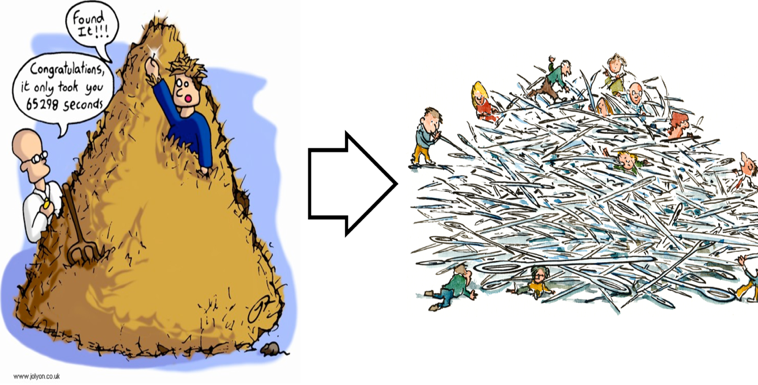 Found
It!!!
Congratulations,
it only took you
65298 seconds
www.jolyon.co.uk